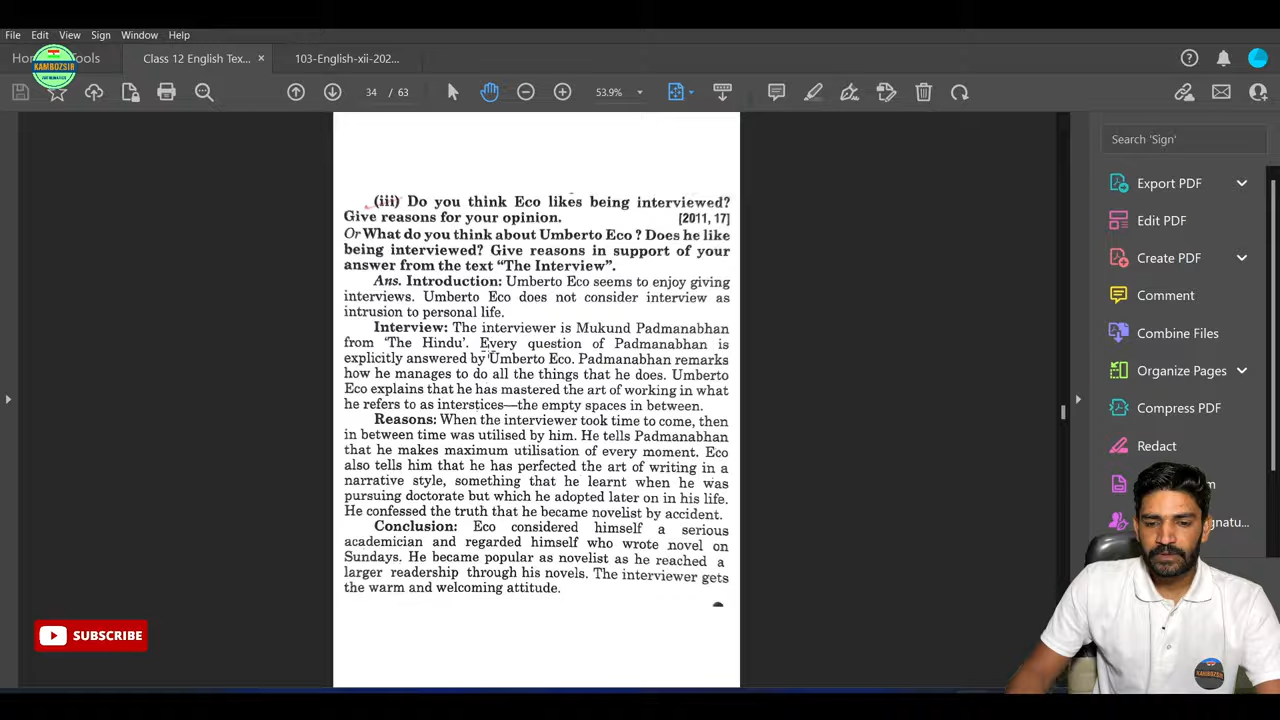 File Edit View Sign Window Help
Class 12 English Tex... × 103-English-xii-202...
KAMBOZSIR
34 / 63 53.9%
Search 'Sign'
Export PDF
Edit PDF
Create PDF
Comment
Combine Files
Organize Pages
Compress PDF
Redact
(iii) Do you think Eco likes being interviewed?
Give reasons for your opinion. [2011, 17]
Or What do you think about Umberto Eco ? Does he like
being interviewed? Give reasons in support of your
answer from the text “The Interview”.
Ans. Introduction: Umberto Eco seems to enjoy giving
interviews. Umberto Eco does not consider interview as
intrusion to personal life.
Interview: The interviewer is Mukund Padmanabhan
from ‘The Hindu’. Every question of Padmanabhan is
explicitly answered by Umberto Eco. Padmanabhan remarks
how he manages to do all the things that he does. Umberto
Eco explains that he has mastered the art of working in what
he refers to as interstices—the empty spaces in between.
Reasons: When the interviewer took time to come, then
in between time was utilised by him. He tells Padmanabhan
that he makes maximum utilisation of every moment. Eco
also tells him that he has perfected the art of writing in a
narrative style, something that he learnt when he was
pursuing doctorate but which he adopted later on in his life.
He confessed the truth that he became novelist by accident.
Conclusion: Eco considered himself a serious
academician and regarded himself who wrote novel on
Sundays. He became popular as novelist as he reached a
larger readership through his novels. The interviewer gets
the warm and welcoming attitude.
SUBSCRIBE